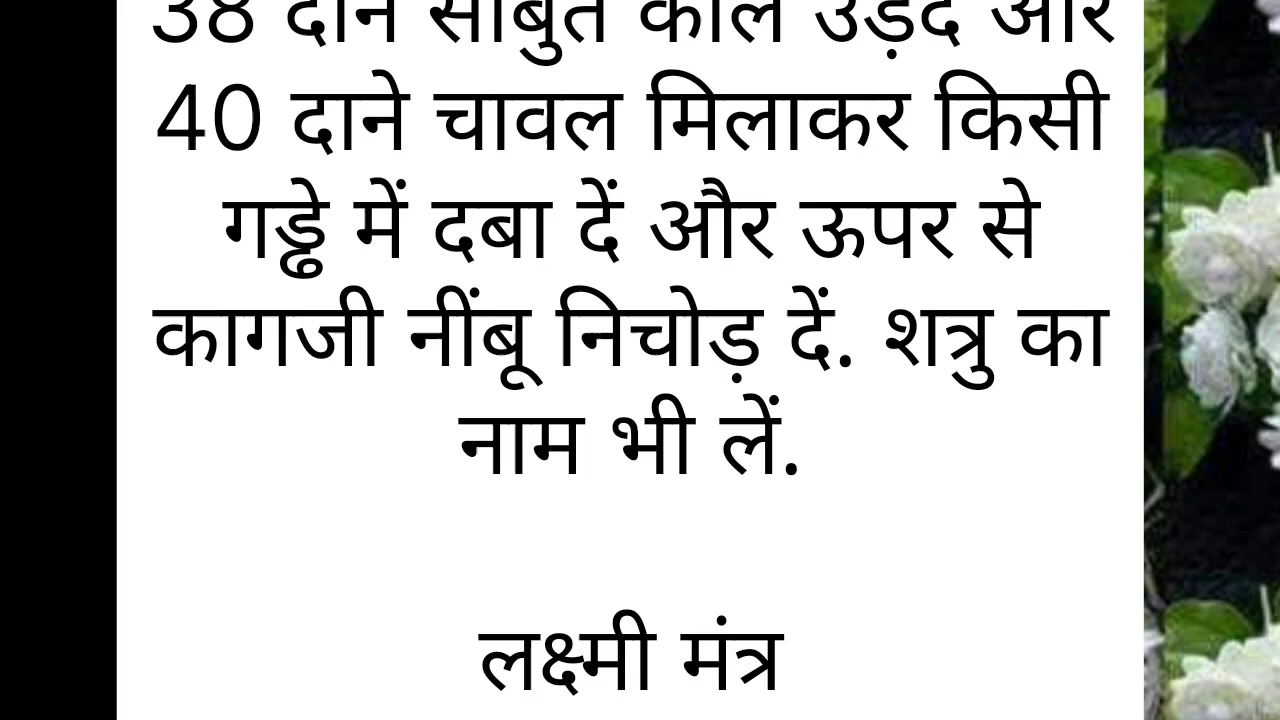 38 दाने साबुत काले उड़द और
40 दाने चावल मिलाकर किसी
गड्ढे में दबा दें और ऊपर से
कागजी नींबू निचोड़ दें. शत्रु का
नाम भी लें.
लक्ष्मी मंत्र